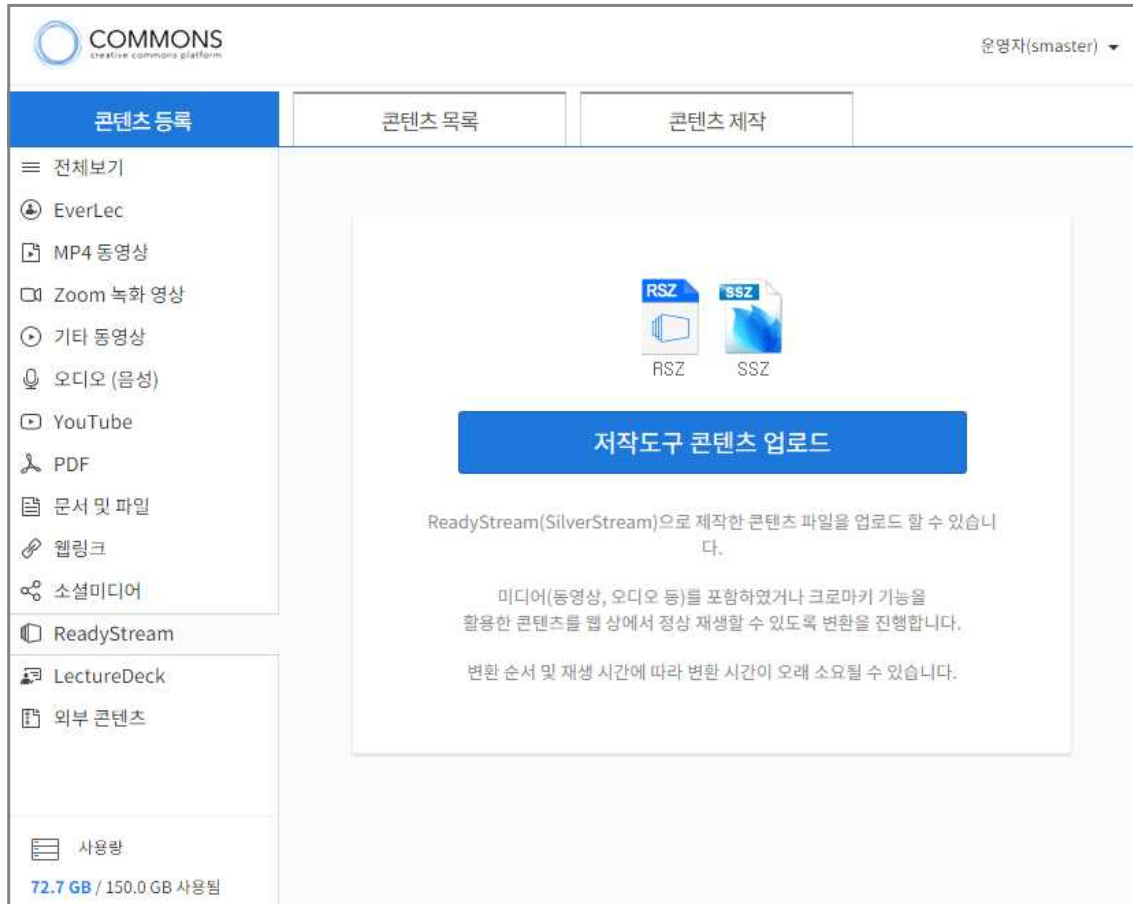 COMMONS
creative commons platform
운영자(smaster)
콘텐츠 등록
콘텐츠 목록
콘텐츠 제작
전체보기
EverLec
MP4 동영상
Zoom 녹화 영상
기타 동영상
오디오 (음성)
YouTube
PDF
문서 및 파일
웹링크
소셜미디어
ReadyStream
LectureDeck
외부 콘텐츠
사용량
72.7 GB / 150.0 GB 사용됨
RSZ SSZ
RSZ SSZ
저작도구 콘텐츠 업로드
ReadyStream(SilverStream)으로 제작한 콘텐츠 파일을 업로드 할 수 있습니
다.
미디어(동영상, 오디오 등)를 포함하였거나 크로마키 기능을
활용한 콘텐츠를 웹 상에서 정상 재생할 수 있도록 변환을 진행합니다.
변환 순서 및 재생 시간에 따라 변환 시간이 오래 소요될 수 있습니다.